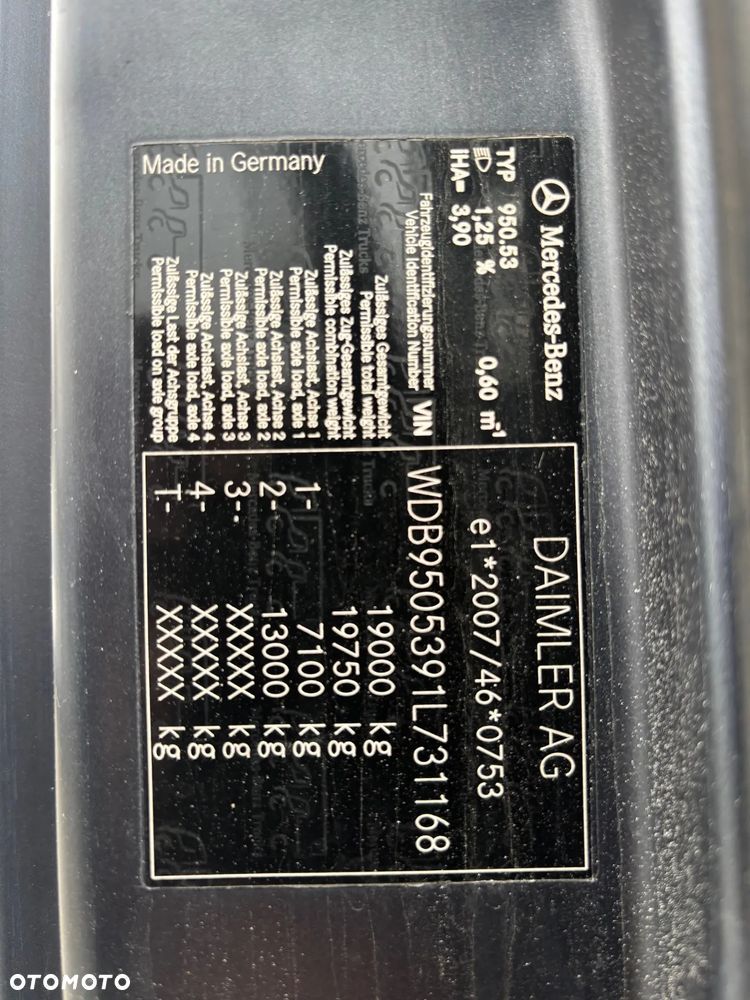 Mercedes-Benz
TYP 950.53
1,25 % 0,60 m⁻¹
IHA= 3,90
Fahrzeugidentifizierungsnummer
Vehicle Identification Number
VIN
Zulässiges Gesamtgewicht
Permissible total weight
Zulässiges Zug-Gesamtgewicht
Permissible combination weight
Zulässige Achslast, Achse 1
Permissible axle load, axle 1
Zulässige Achslast, Achse 2
Permissible axle load, axle 2
Zulässige Achslast, Achse 3
Permissible axle load, axle 3
Zulässige Achslast, Achse 4
Permissible axle load, axle 4
Zulässige Last der Achsgruppe
Permissible load on axle group
Made in Germany
DAIMLER AG
e1*2007/46*0753
WDB9505391L731168
19000 kg
19750 kg
1- 7100 kg
2- 13000 kg
3-- XXXXX kg
4- XXXXX kg
T- XXXXX kg
OTOMOTO